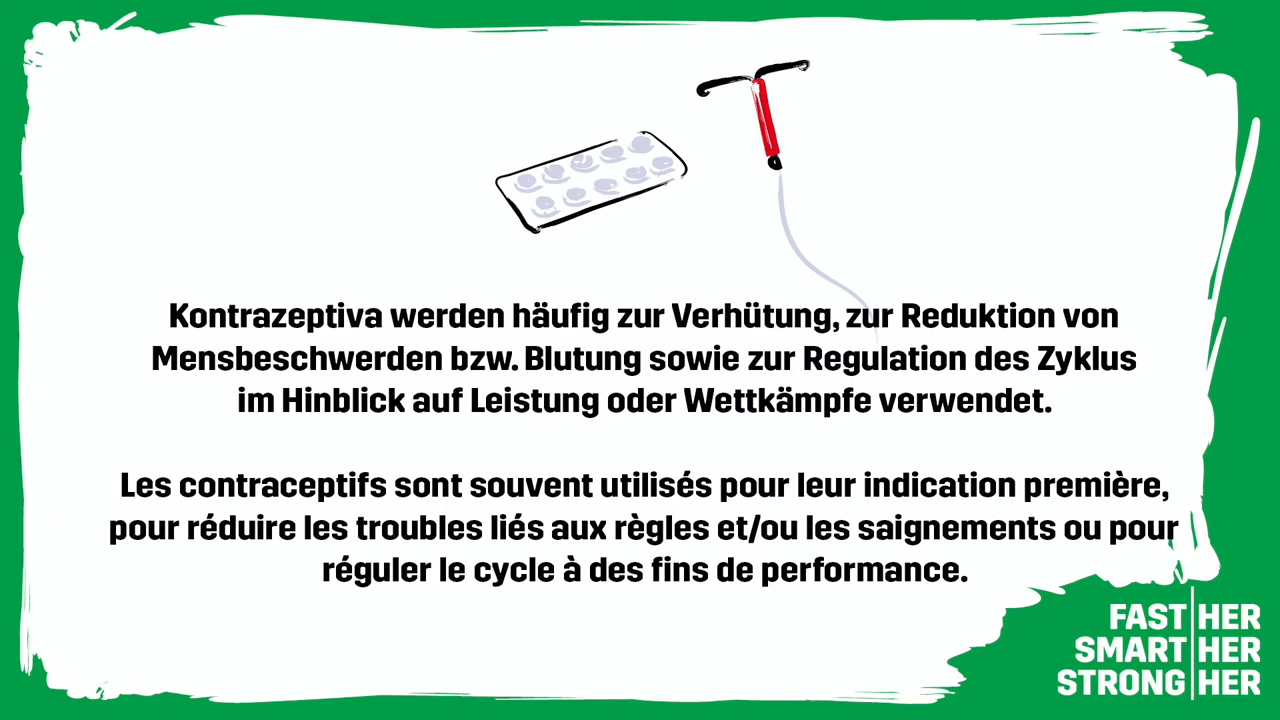 Kontrazeptiva werden häufig zur Verhütung, zur Reduktion von
Mensbeschwerden bzw. Blutung sowie zur Regulation des Zyklus
im Hinblick auf Leistung oder Wettkämpfe verwendet.
Les contraceptifs sont souvent utilisés pour leur indication première,
pour réduire les troubles liés aux règles et/ou les saignements ou pour
réguler le cycle à des fins de performance.
FAST HER
SMART HER
STRONG HER